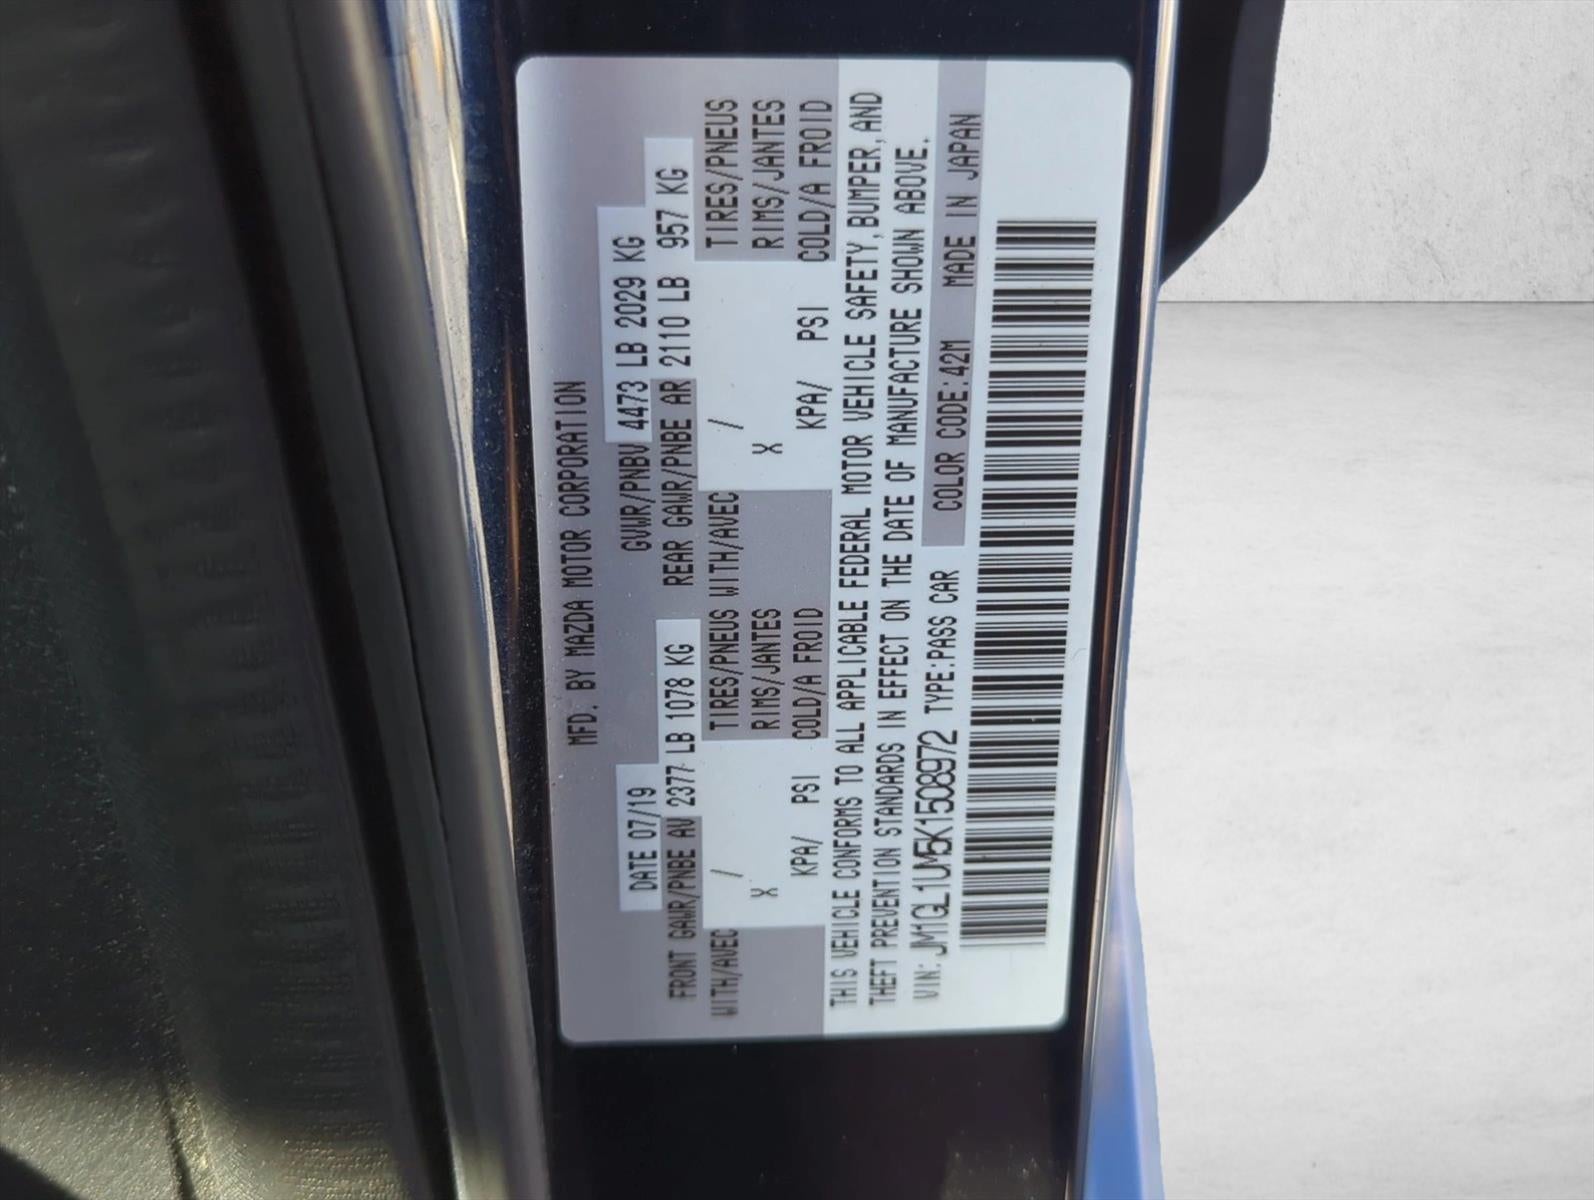 MFD. BY MAZDA MOTOR CORPORATION
DATE 07/19 GVWR/PNBV 4473 LB 2029 KG
FRONT GAWR/PNBE AV 2377 LB 1078 KG REAR GAWR/PNBE AR 2110 LB 957 KG
WITH/AVEC / TIRES/PNEUS WITH/AVEC / TIRES/PNEUS
X RIMS/JANTES X RIMS/JANTES
KPA/ PSI COLD/A FROID KPA/ PSI COLD/A FROID
THIS VEHICLE CONFORMS TO ALL APPLICABLE FEDERAL MOTOR VEHICLE SAFETY, BUMPER, AND
THEFT PREVENTION STANDARDS IN EFFECT ON THE DATE OF MANUFACTURE SHOWN ABOVE.
VIN: JM1GL1UM5K1508972 TYPE:PASS CAR COLOR CODE:42M MADE IN JAPAN